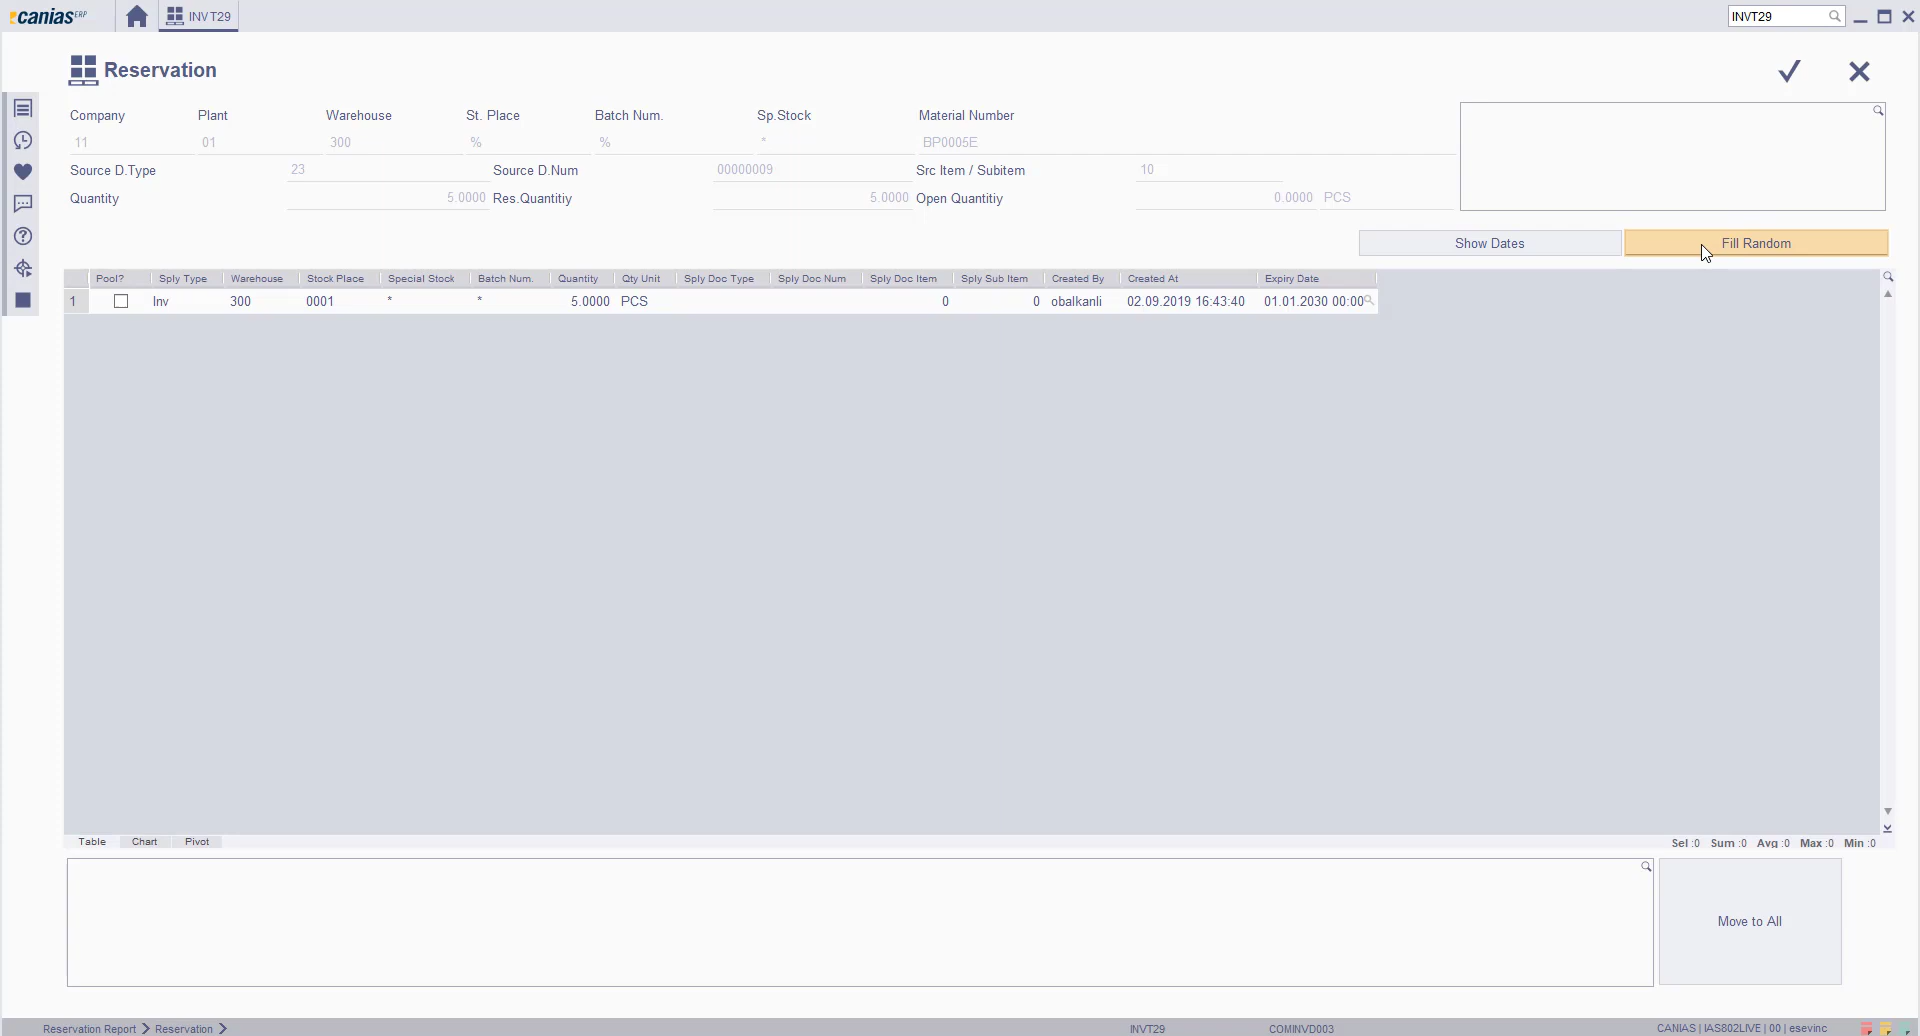 caniasERP INVT29 INVT29
Reservation
Company Plant Warehouse St. Place Batch Num. Sp.Stock Material Number
11 01 300 % % * BP0005E
Source D.Type 23 Source D.Num 00000009 Src Item / Subitem 10
Quantity 5.0000 Res.Quantitiy 5.0000 Open Quantitiy 0.0000 PCS
Show Dates Fill Random
Pool? Sply Type Warehouse Stock Place Special Stock Batch Num. Quantity Qty Unit Sply Doc Type Sply Doc Num Sply Doc Item Sply Sub Item Created By Created At Expiry Date
1 Inv 300 0001 * * 5.0000 PCS 0 0 obalkanli 02.09.2019 16:43:40 01.01.2030 00:00
Table Chart Pivot Sel :0 Sum :0 Avg :0 Max :0 Min :0
Move to All
Reservation Report Reservation INVT29 COMINVD003 CANIAS | IAS802LIVE | 00 | esevinc